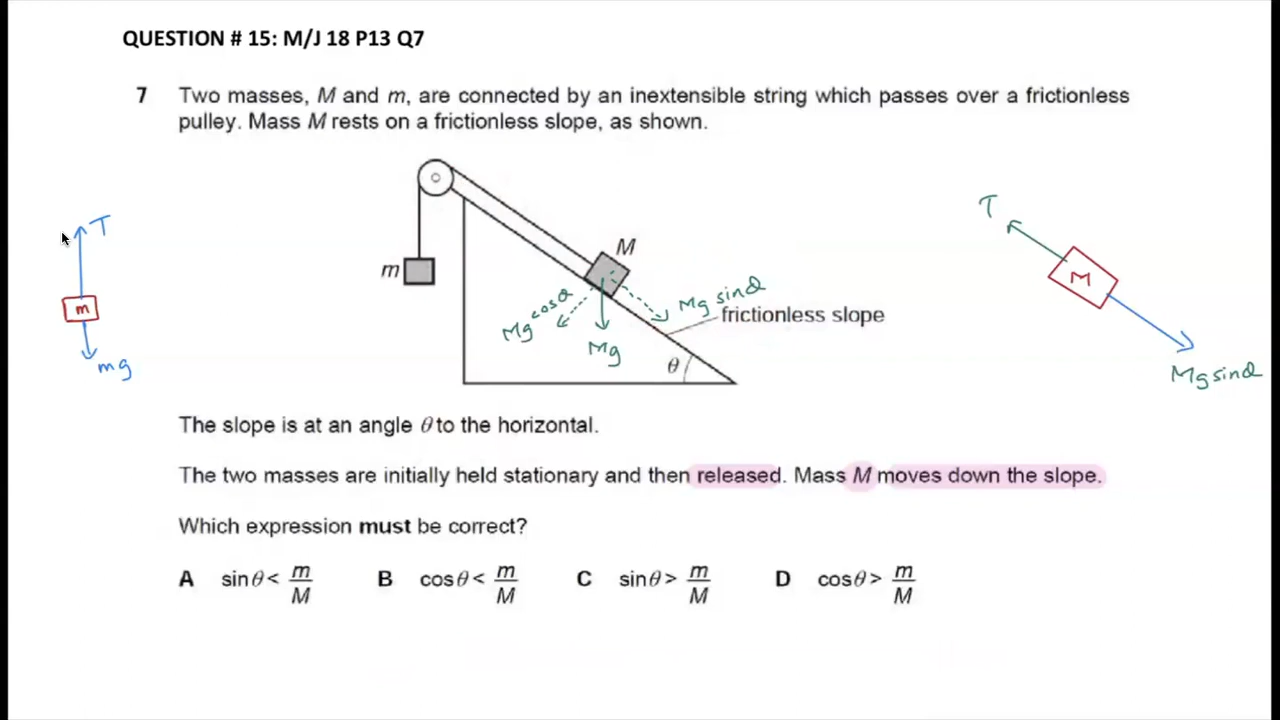 QUESTION # 15: M/J 18 P13 Q7
7 Two masses, M and m, are connected by an inextensible string which passes over a frictionless
pulley. Mass M rests on a frictionless slope, as shown.
T
m
mg
m
M
Mg cosθ
Mg
Mg sinθ
frictionless slope
θ
T
M
Mg sinθ
The slope is at an angle θ to the horizontal.
The two masses are initially held stationary and then released. Mass M moves down the slope.
Which expression must be correct?
A sinθ < m/M B cosθ < m/M C sinθ > m/M D cosθ > m/M